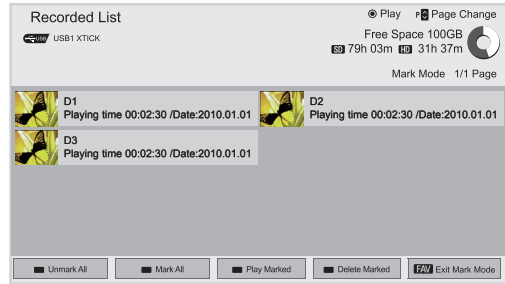 Recorded List
Play P Page Change
USB USB1 XTICK
Free Space 100GB
SD 79h 03m HD 31h 37m
Mark Mode 1/1 Page
D1
Playing time 00:02:30 /Date:2010.01.01
D2
Playing time 00:02:30 /Date:2010.01.01
D3
Playing time 00:02:30 /Date:2010.01.01
Unmark All Mark All Play Marked Delete Marked FAV Exit Mark Mode